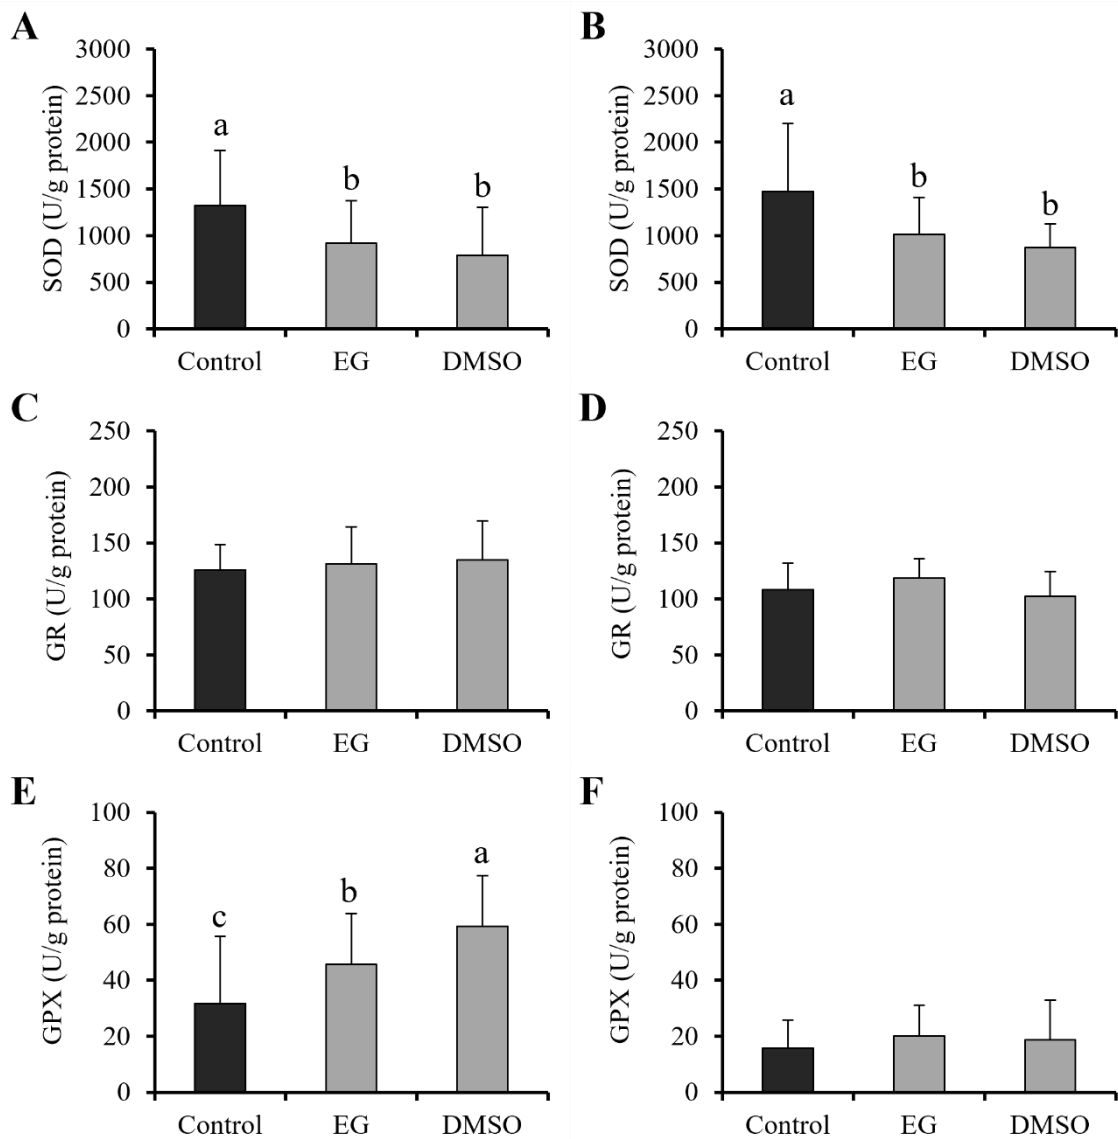 A
SOD (U/g protein)
3000
2500
2000
1500
1000
500
0
a
b
b
Control EG DMSO
B
SOD (U/g protein)
3000
2500
2000
1500
1000
500
0
a
b
b
Control EG DMSO
C
GR (U/g protein)
250
200
150
100
50
0
Control EG DMSO
D
GR (U/g protein)
250
200
150
100
50
0
Control EG DMSO
E
GPX (U/g protein)
100
80
60
40
20
0
c
b
a
Control EG DMSO
F
GPX (U/g protein)
100
80
60
40
20
0
Control EG DMSO